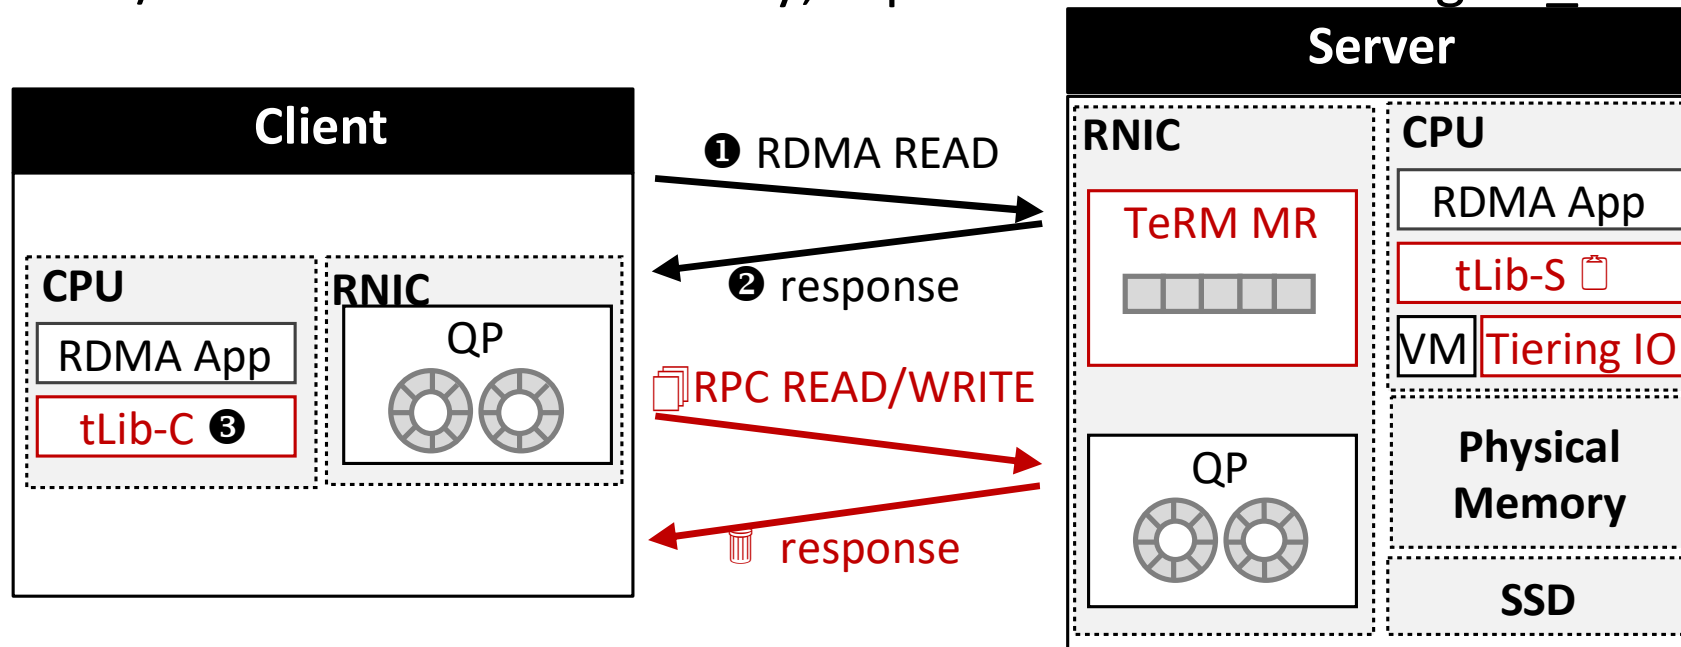 Server
Client
RNIC
CPU
❶ RDMA READ
RDMA App
TeRM MR
tLib-S
❷ response
CPU
RNIC
QP
VM
Tiering IO
RDMA App
RPC READ/WRITE
tLib-C ❸
Physical
Memory
QP
response
SSD